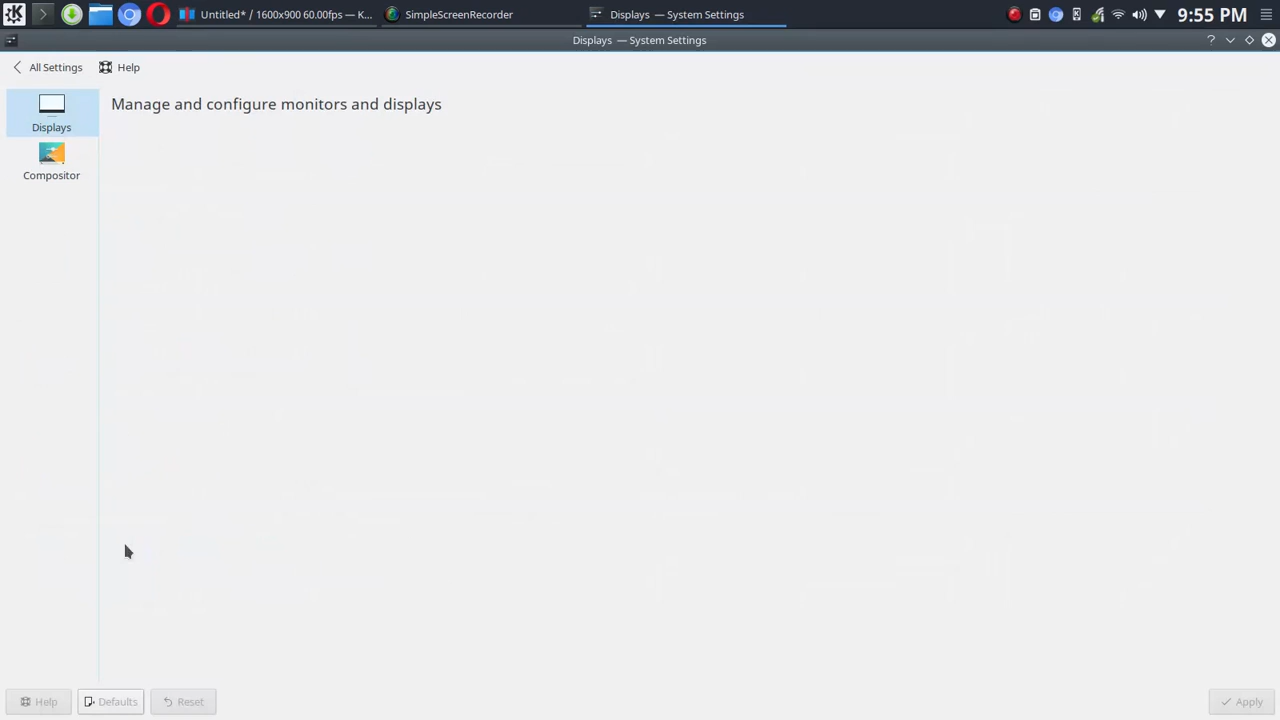 Untitled* / 1600x900 60.00fps — K...
SimpleScreenRecorder
Displays — System Settings
9:55 PM
Displays — System Settings
All Settings
Help
Displays
Compositor
Manage and configure monitors and displays
Help
Defaults
Reset
Apply